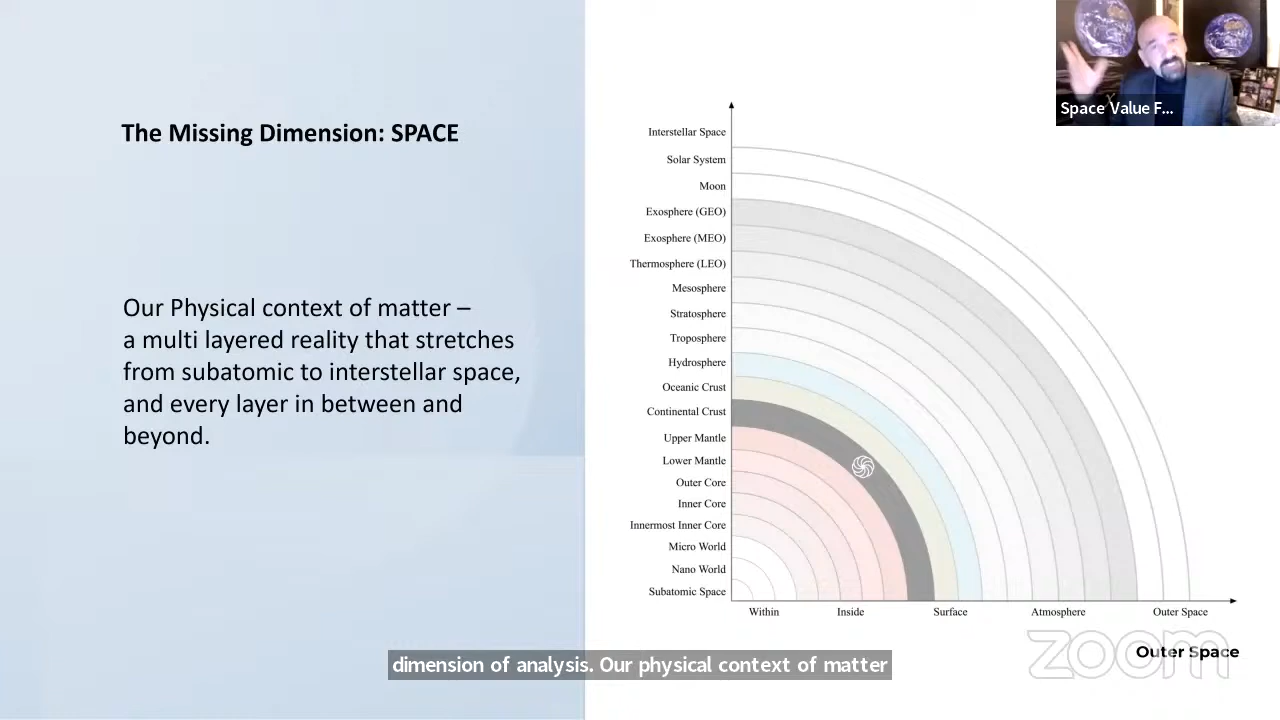 Space Value F...
The Missing Dimension: SPACE
Our Physical context of matter –
a multi layered reality that stretches
from subatomic to interstellar space,
and every layer in between and
beyond.
Interstellar Space
Solar System
Moon
Exosphere (GEO)
Exosphere (MEO)
Thermosphere (LEO)
Mesosphere
Stratosphere
Troposphere
Hydrosphere
Oceanic Crust
Continental Crust
Upper Mantle
Lower Mantle
Outer Core
Inner Core
Innermost Inner Core
Micro World
Nano World
Subatomic Space
Within
Inside
Surface
Atmosphere
Outer Space
zoom
Outer Space
dimension of analysis. Our physical context of matter